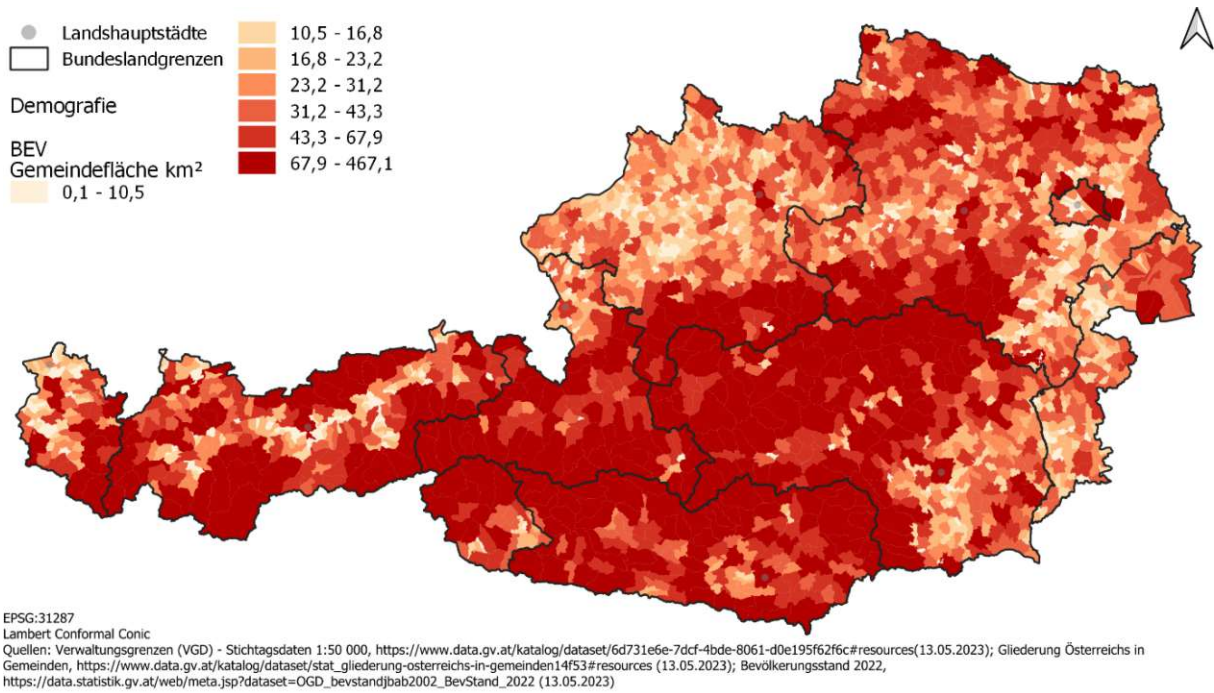 Landshauptstädte
Bundeslandgrenzen
Demografie
BEV
Gemeindefläche km²
0,1 - 10,5
10,5 - 16,8
16,8 - 23,2
23,2 - 31,2
31,2 - 43,3
43,3 - 67,9
67,9 - 467,1
EPSG:31287
Lambert Conformal Conic
Quellen: Verwaltungsgrenzen (VGD) - Stichtagsdaten 1:50 000, https://www.data.gv.at/katalog/dataset/6d731e6e-7dcf-4bde-8061-d0e195f62f6c#resources(13.05.2023); Gliederung Österreichs in
Gemeinden, https://www.data.gv.at/katalog/dataset/stat_gliederung-osterreichs-in-gemeinden14f53#resources (13.05.2023); Bevölkerungsstand 2022,
https://data.statistik.gv.at/web/meta.jsp?dataset=OGD_bevstandjbab2002_BevStand_2022 (13.05.2023)